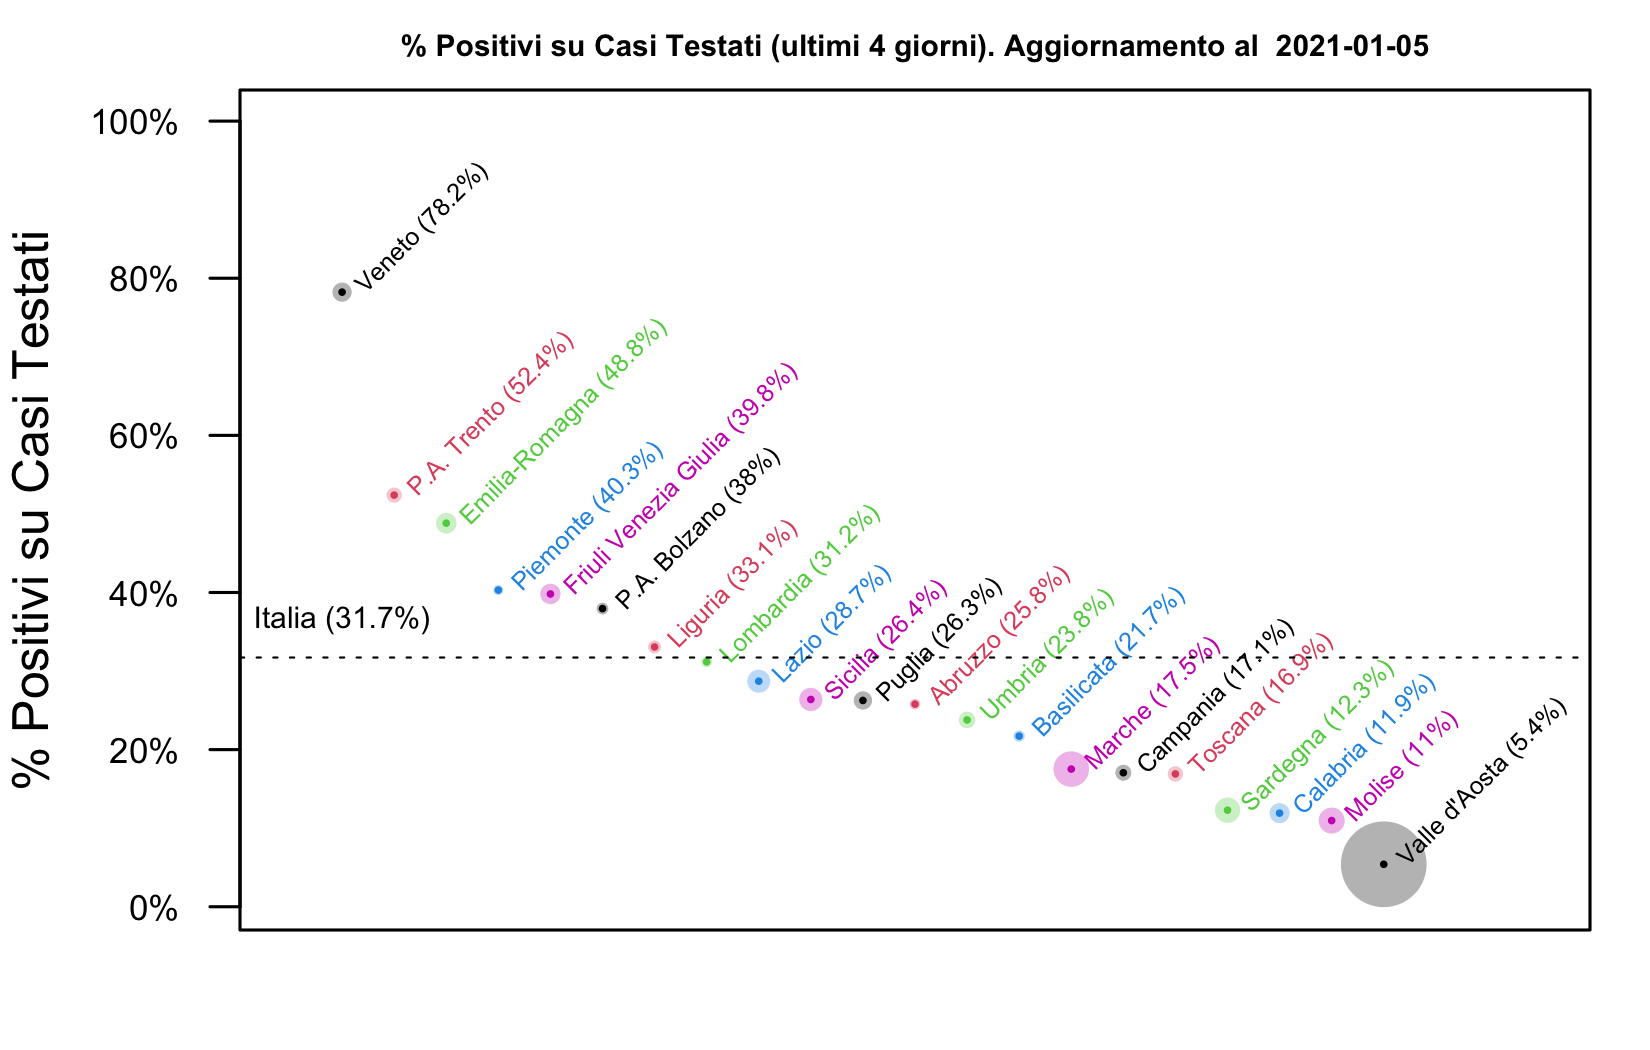 % Positivi su Casi Testati (ultimi 4 giorni). Aggiornamento al  2021-01-05
% Positivi su Casi Testati
100%
80%
60%
40%
20%
0%
Italia (31.7%)
Veneto (78.2%)
P.A. Trento (52.4%)
Emilia-Romagna (48.8%)
Piemonte (40.3%)
Friuli Venezia Giulia (39.8%)
P.A. Bolzano (38%)
Liguria (33.1%)
Lombardia (31.2%)
Lazio (28.7%)
Sicilia (26.4%)
Puglia (26.3%)
Abruzzo (25.8%)
Umbria (23.8%)
Basilicata (21.7%)
Marche (17.5%)
Campania (17.1%)
Toscana (16.9%)
Sardegna (12.3%)
Calabria (11.9%)
Molise (11%)
Valle d'Aosta (5.4%)